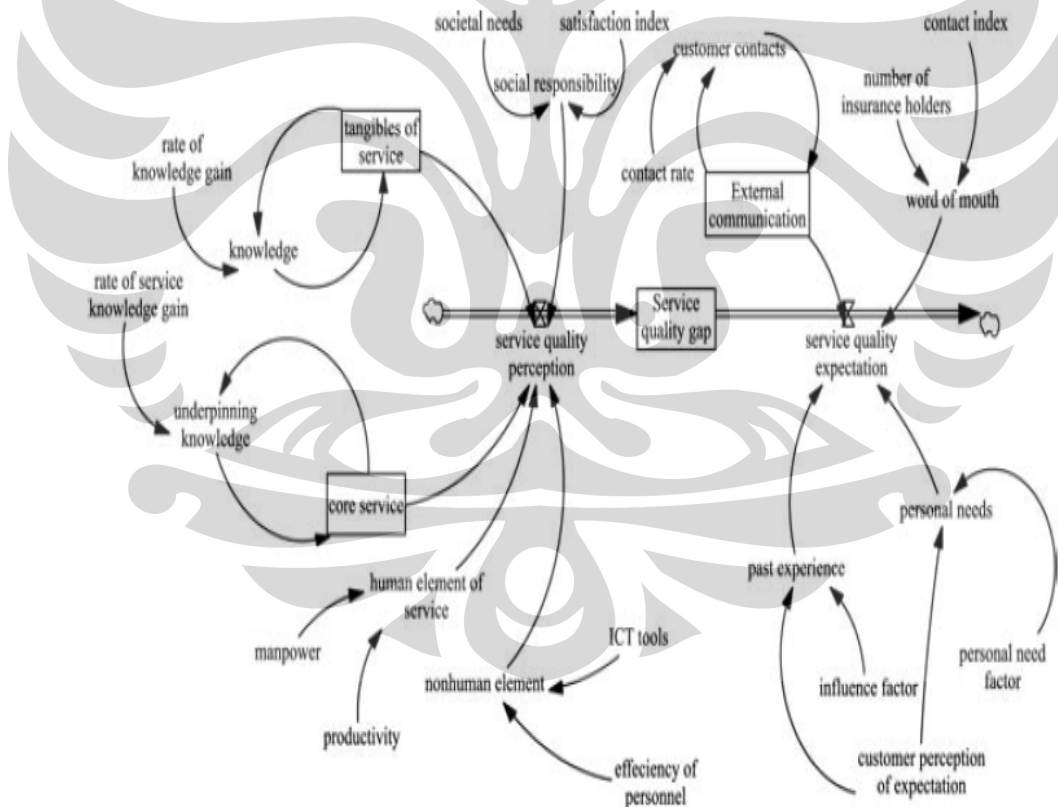 societal needs
satisfaction index
contact index
customer contacts
social responsibility
number of
insurance holders
tangibles of
service
rate of
knowledge gain
contact rate
External
communication
word of mouth
knowledge
rate of service
knowledge gain
Service
quality gap
service quality
perception
service quality
expectation
underpinning
knowledge
core service
personal needs
past experience
human element of
service
manpower
ICT tools
nonhuman element
influence factor
personal need
factor
productivity
effeciency of
personnel
customer perception
of expectation